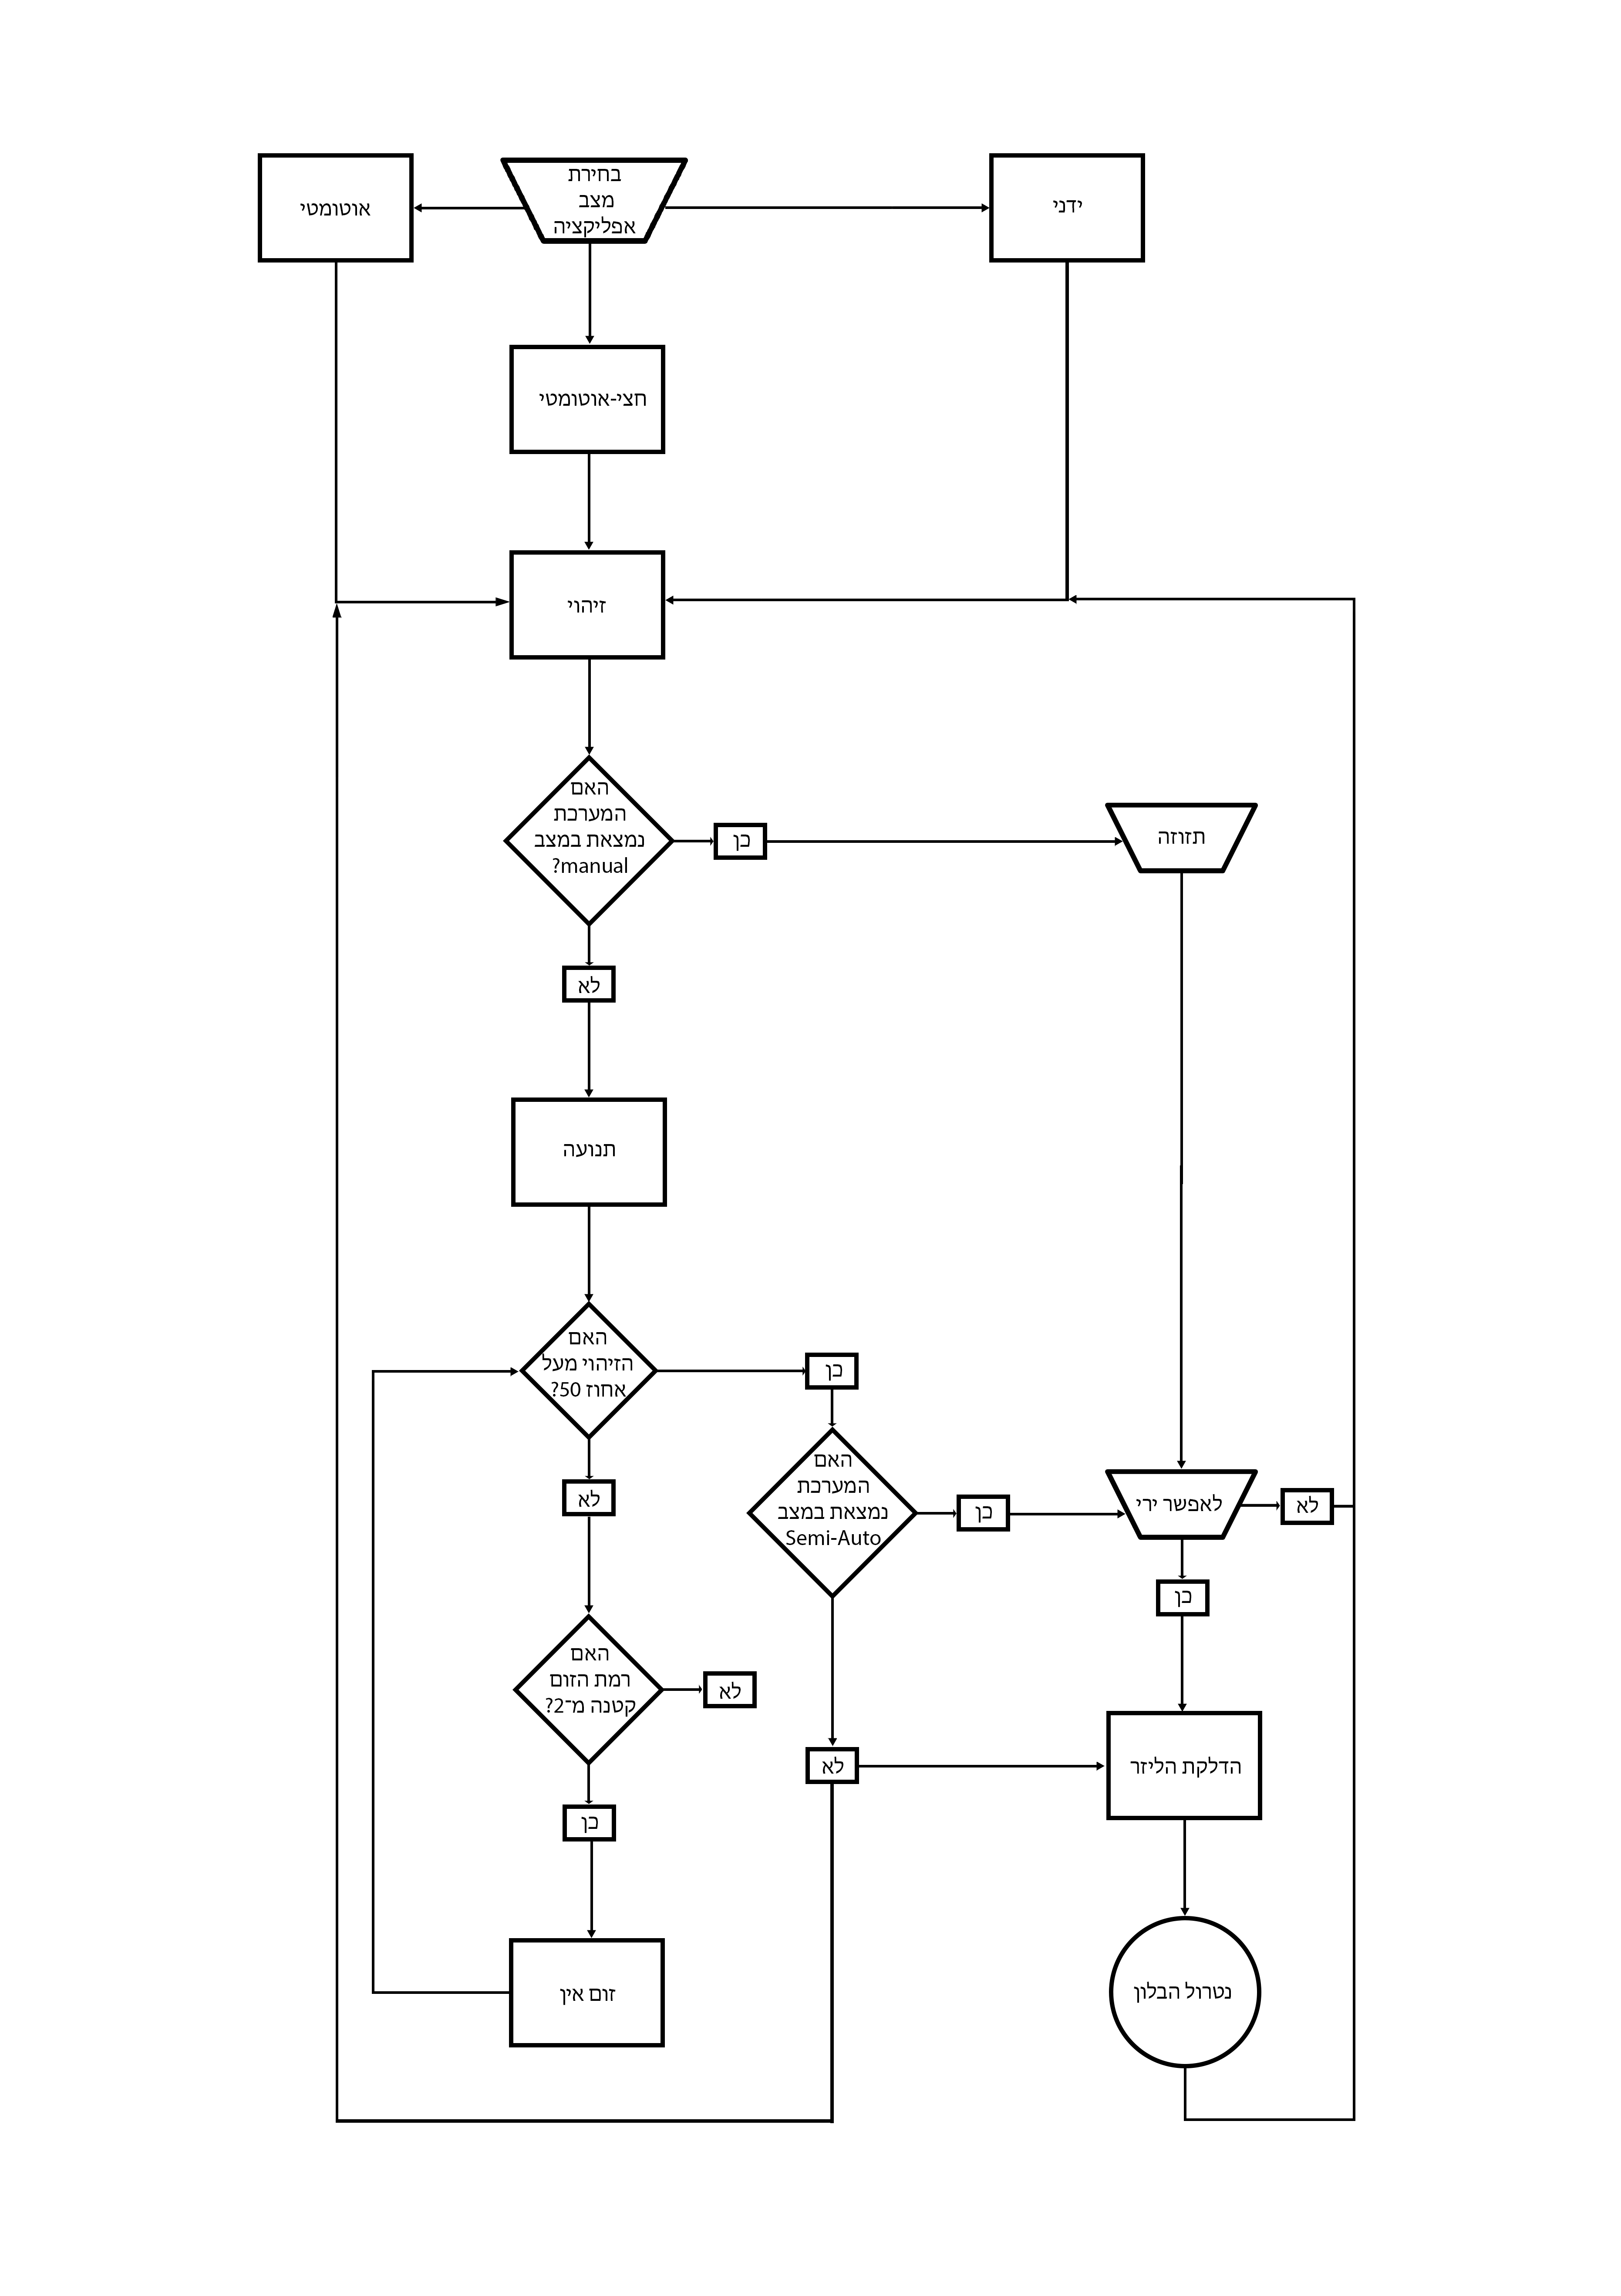 אוטומטי
בחירת
מצב
אפליקציה
ידני
חצי-אוטומטי
זיהוי
האם
המערכת
נמצאת במצב
manual?
כן
תזוזה
לא
תנועה
האם
הזיהוי מעל
אחוז 50?
כן
לא
האם
המערכת
נמצאת במצב
Semi-Auto
כן
לאפשר ירי
לא
כן
האם
רמת הזום
קטנה מ־2?
לא
לא
הדלקת הליזר
כן
זום אין
נטרול הבלון